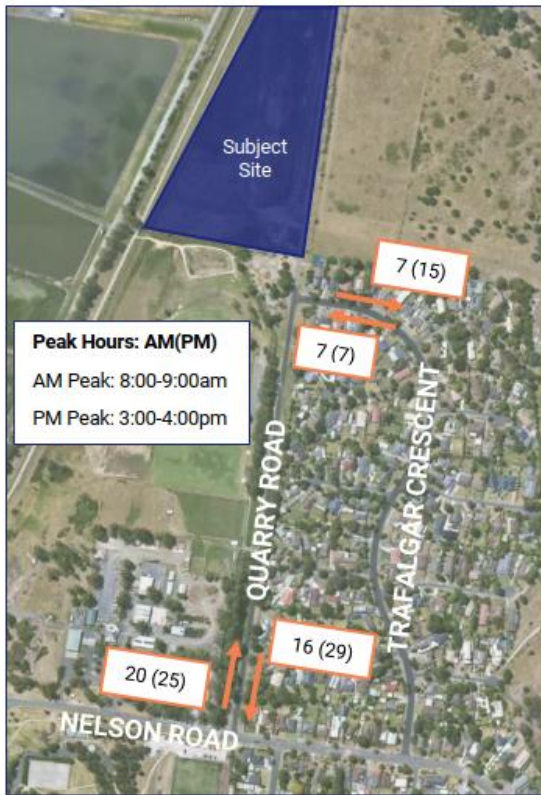 Subject
Site
7 (15)
7 (7)
Peak Hours: AM(PM)
AM Peak: 8:00-9:00am
PM Peak: 3:00-4:00pm
QUARRY ROAD
TRAFALGAR CRESCENT
16 (29)
20 (25)
NELSON ROAD